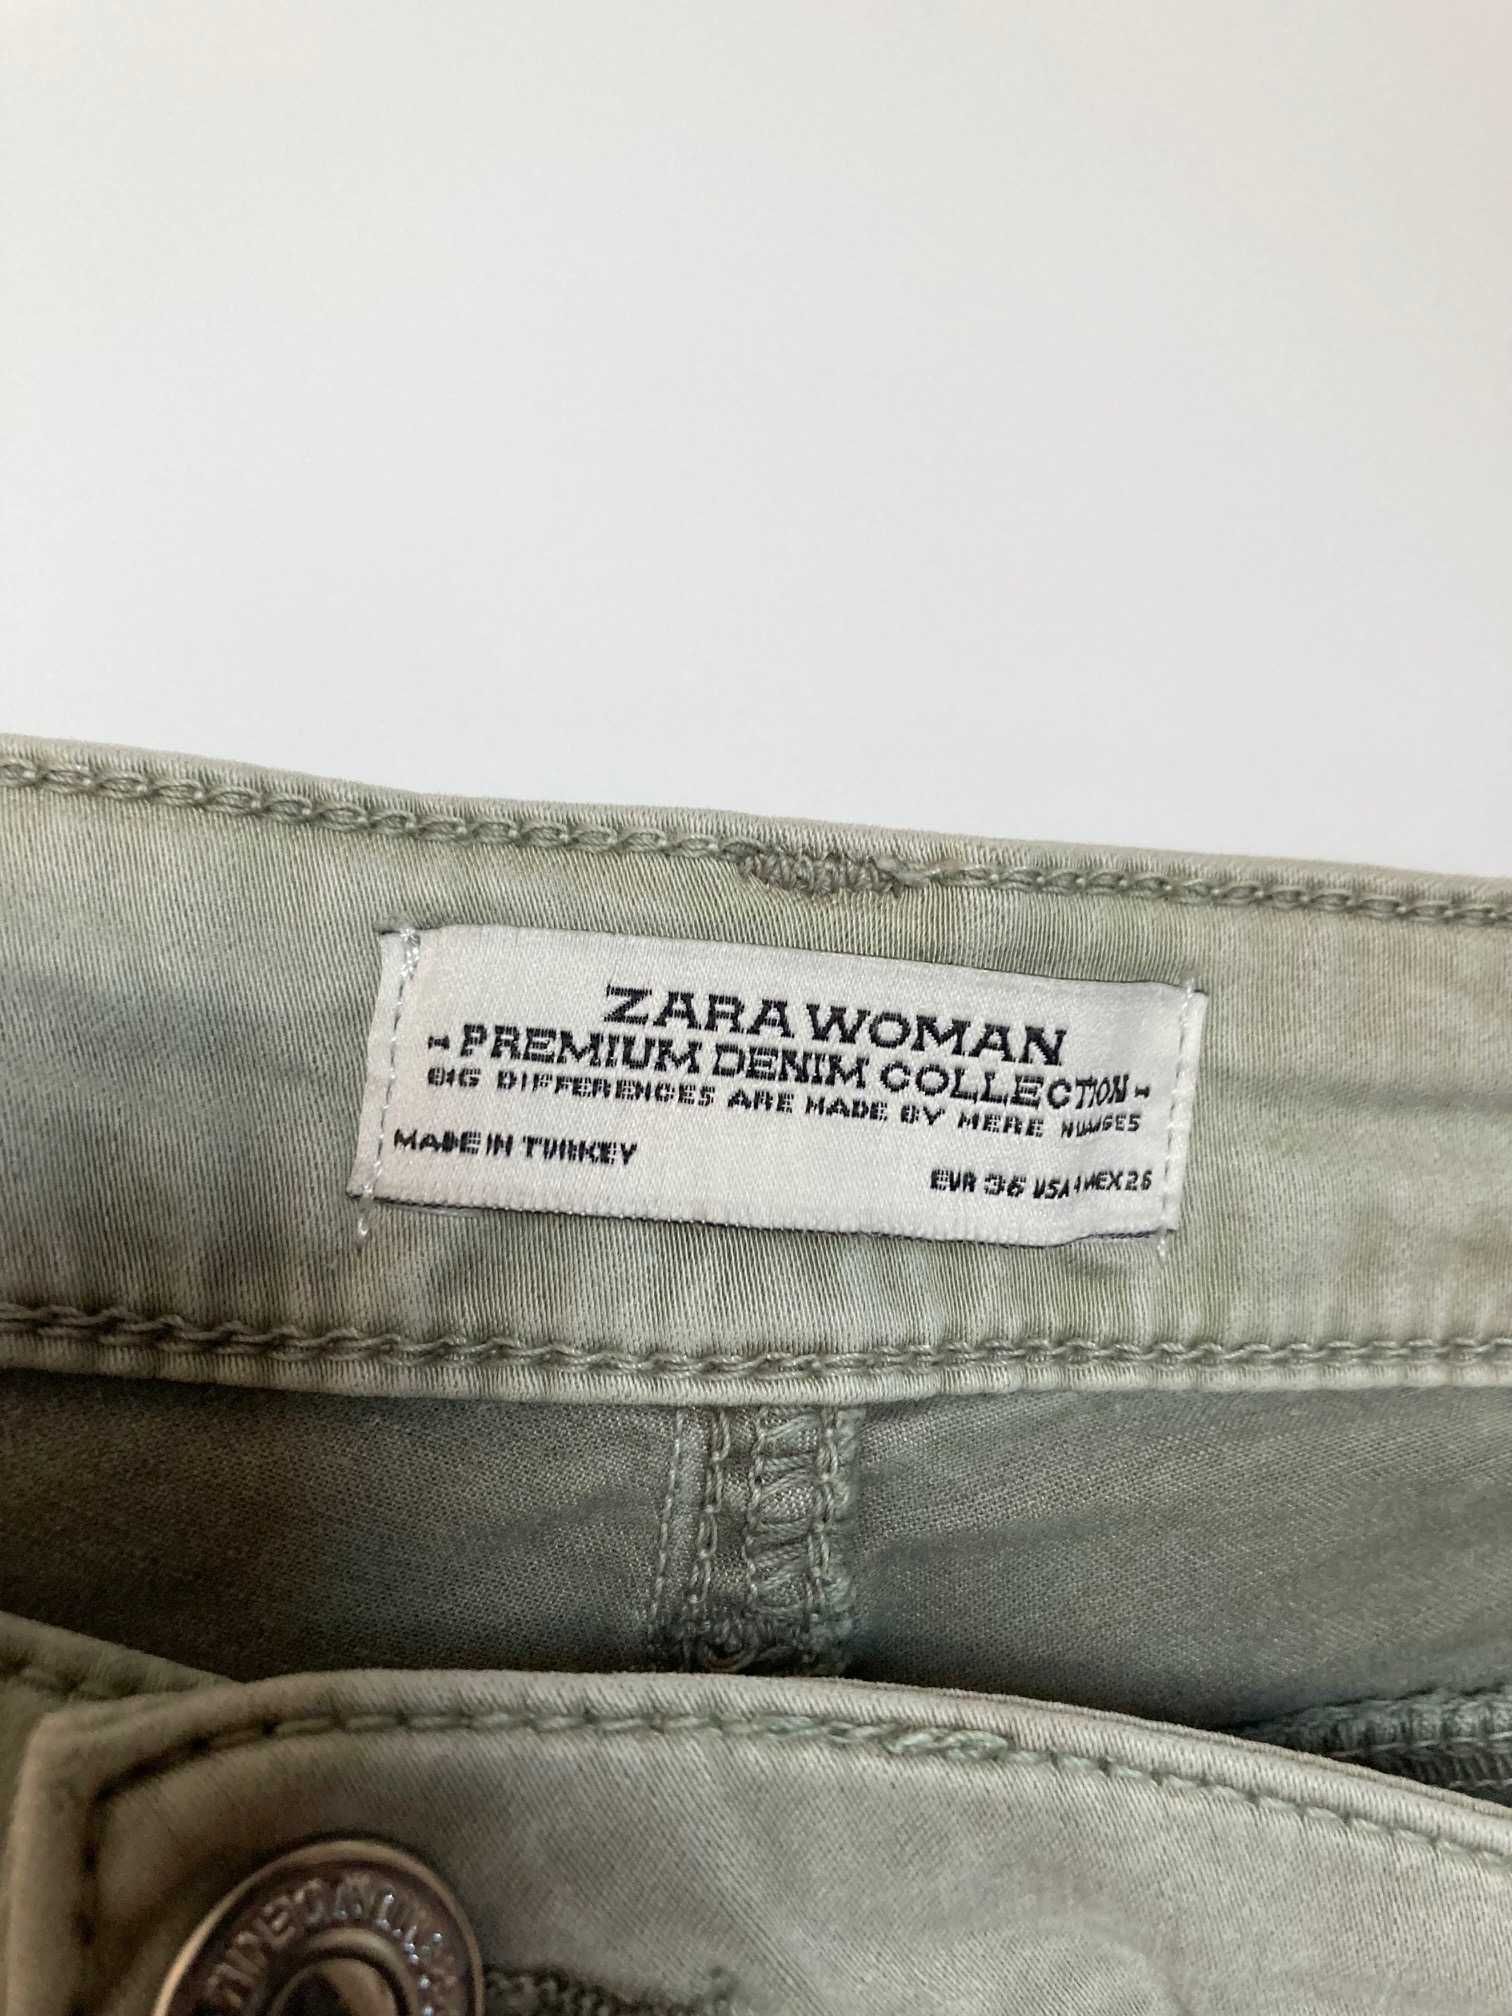 ZARA WOMAN
PREMIUM DENIM COLLECTION
BIG DIFFERENCES ARE MADE BY MERE NUANCES
MADE IN TURKEY
EUR 36 USA 4 MEX 26